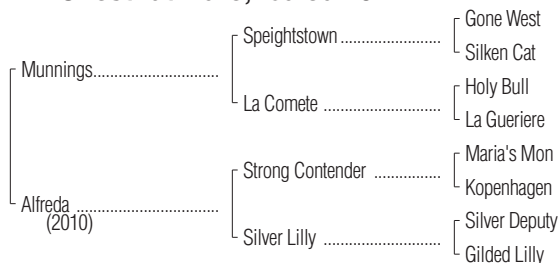 Gone West
Speightstown
Silken Cat
Munnings
Holy Bull
La Comete
La Gueriere
Maria's Mon
Strong Contender
Kopenhagen
Alfreda
(2010)
Silver Deputy
Silver Lilly
Gilded Lilly